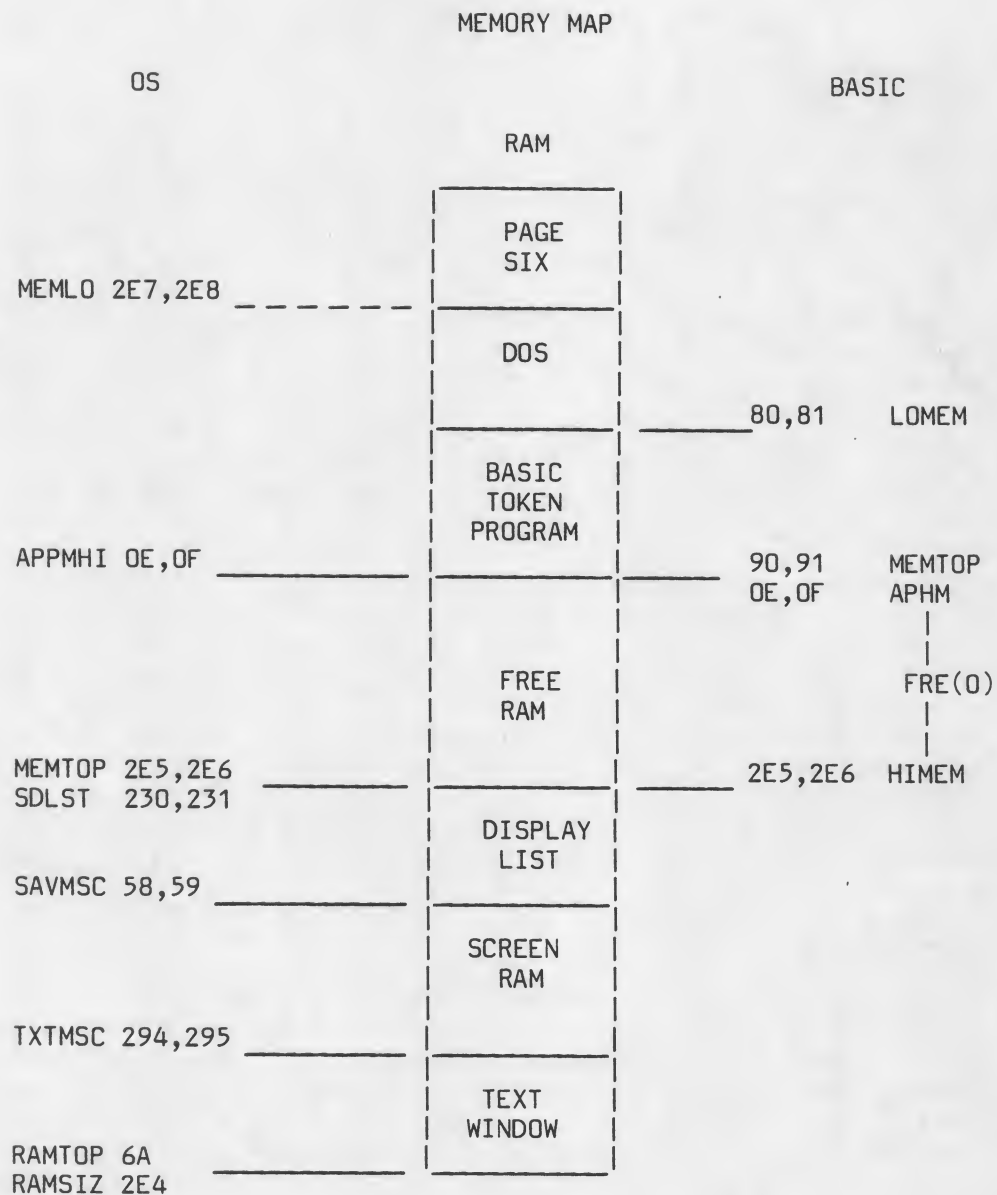 MEMORY MAP
OS
BASIC
RAM
PAGE
SIX
MEMLO 2E7,2E8
DOS
80,81 LOMEM
BASIC
TOKEN
PROGRAM
APPMHI 0E,0F
90,91 MEMTOP
0E,0F APHM
FREE
RAM
FRE(0)
MEMTOP 2E5,2E6
SDLST 230,231
2E5,2E6 HIMEM
DISPLAY
LIST
SAVMSC 58,59
SCREEN
RAM
TXTMSC 294,295
TEXT
WINDOW
RAMTOP 6A
RAMSIZ 2E4